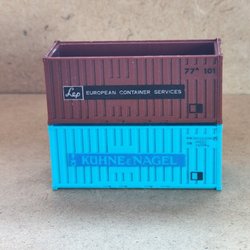 77 101
Lep EUROPEAN CONTAINER SERVICES
KÜHNE & NAGEL